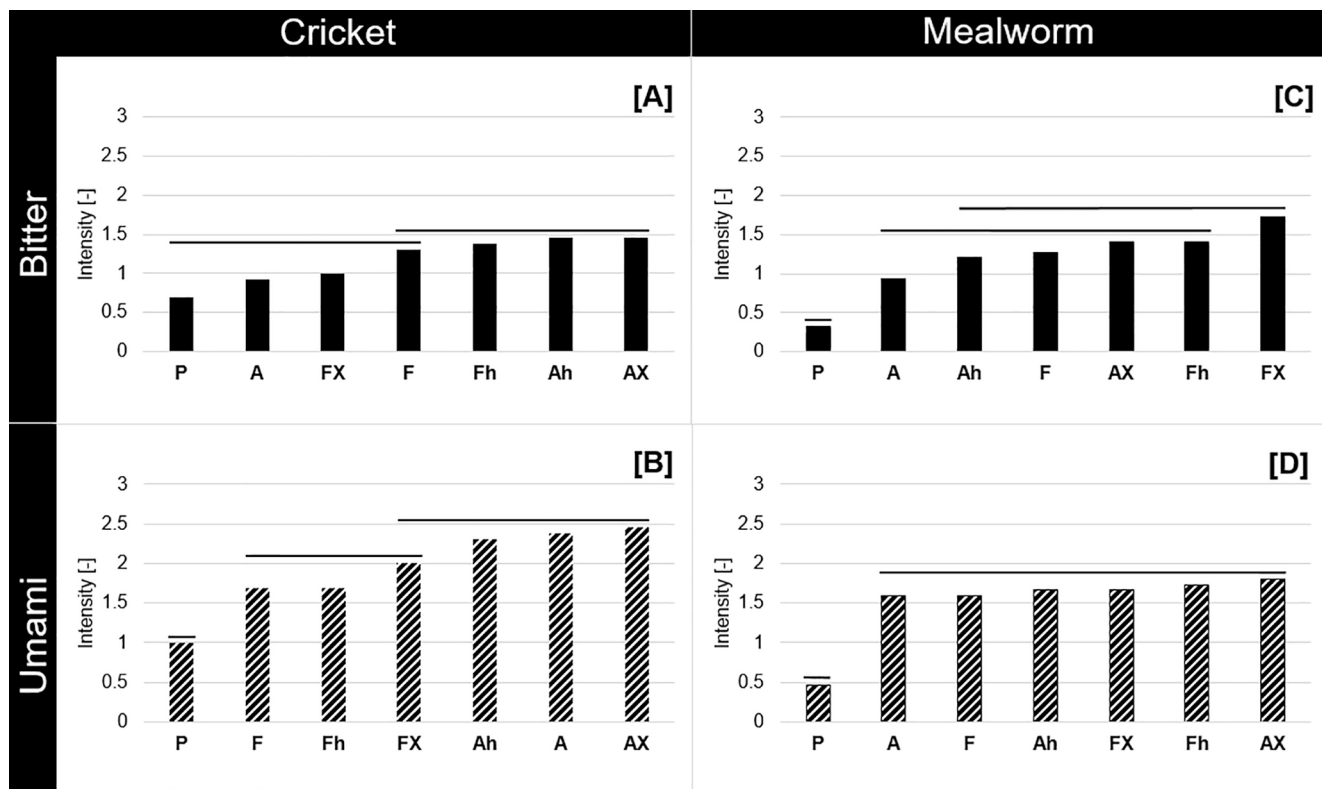 Cricket
Mealworm
Bitter
[A]
Intensity [-]
3
2.5
2
1.5
1
0.5
0
P A FX F Fh Ah AX
[C]
Intensity [-]
3
2.5
2
1.5
1
0.5
0
P A Ah F AX Fh FX
Umami
[B]
Intensity [-]
3
2.5
2
1.5
1
0.5
0
P F Fh FX Ah A AX
[D]
Intensity [-]
3
2.5
2
1.5
1
0.5
0
P A F Ah FX Fh AX